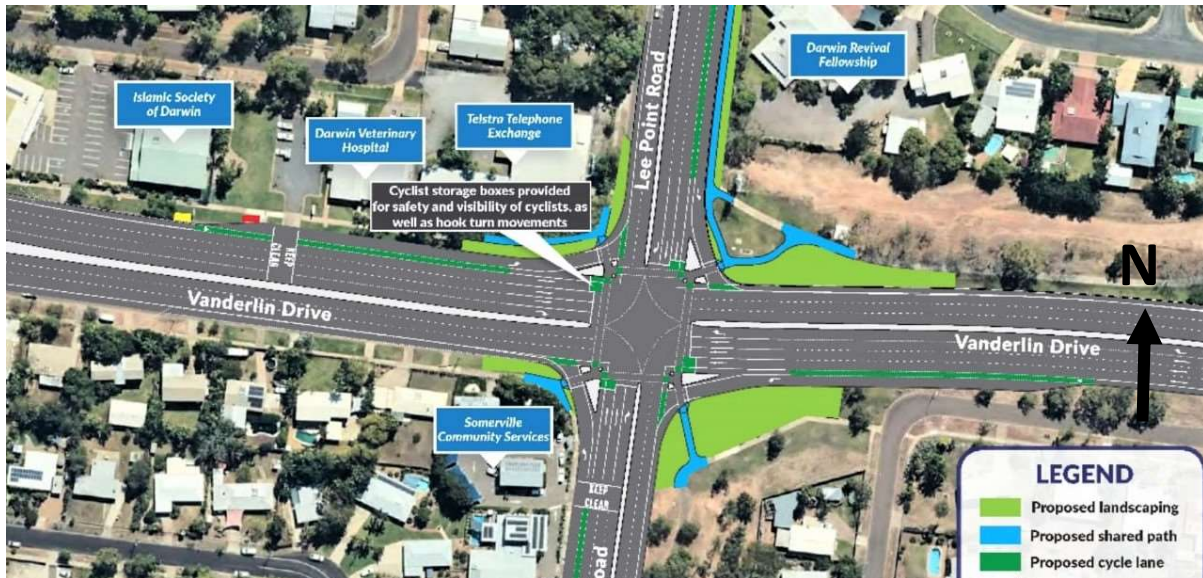 Islamic Society
of Darwin
Darwin Veterinary
Hospital
Telstra Telephone
Exchange
Lee Point Road
Darwin Revival
Fellowship
Cyclist storage boxes provided
for safety and visibility of cyclists, as
well as hook turn movements
KEEP
CLEAR
Vanderlin Drive
N
Vanderlin Drive
Somerville
Community Services
KEEP
CLEAR
oad
LEGEND
Proposed landscaping
Proposed shared path
Proposed cycle lane